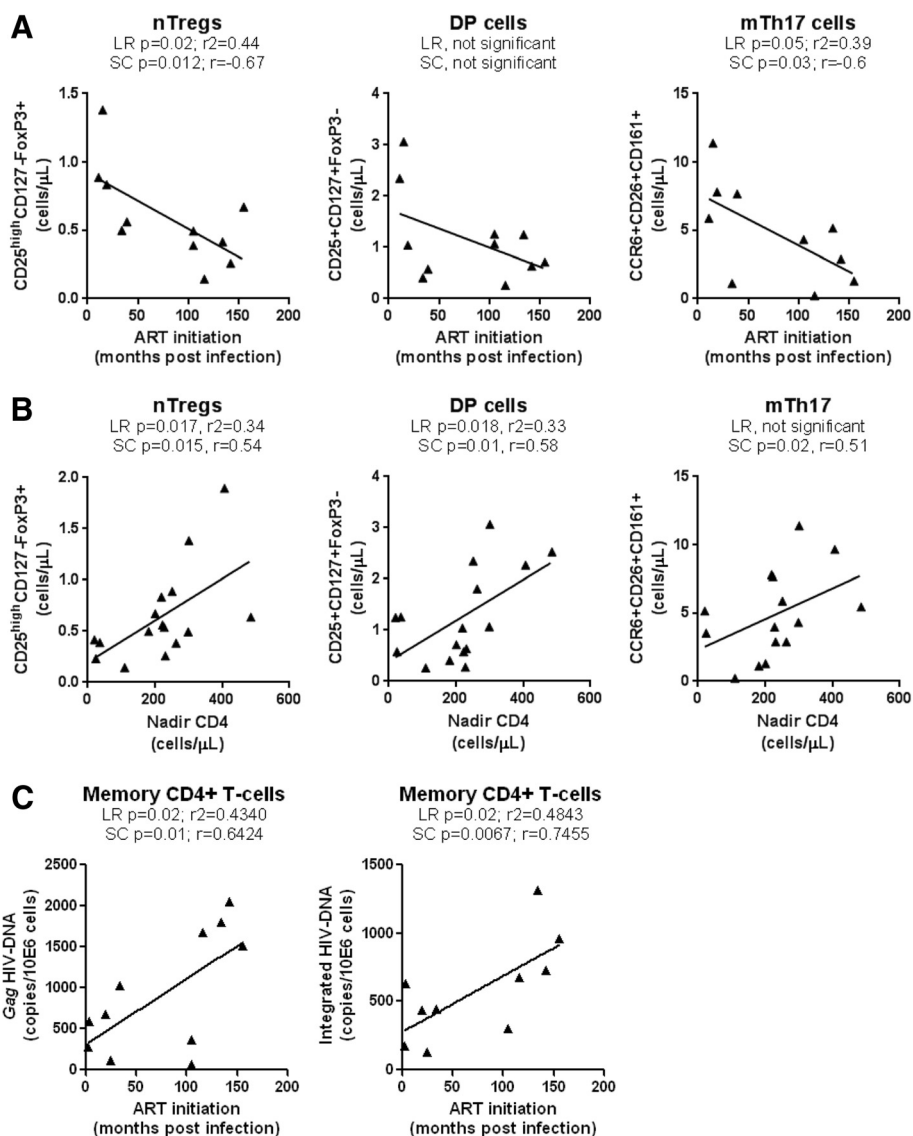 A
nTregs
LR p=0.02; r2=0.44
SC p=0.012; r=-0.67
CD25highCD127-FoxP3+
(cells/µL)
1.5
1.0
0.5
0.0
0 50 100 150 200
ART initiation
(months post infection)
DP cells
LR, not significant
SC, not significant
CD25+CD127+FoxP3-
(cells/µL)
4
3
2
1
0
0 50 100 150 200
ART initiation
(months post infection)
mTh17 cells
LR p=0.05; r2=0.39
SC p=0.03; r=-0.6
CCR6+CD26+CD161+
(cells/µL)
15
10
5
0
0 50 100 150 200
ART initiation
(months post infection)
B
nTregs
LR p=0.017, r2=0.34
SC p=0.015, r=0.54
CD25highCD127-FoxP3+
(cells/µL)
2.0
1.5
1.0
0.5
0.0
0 200 400 600
Nadir CD4
(cells/µL)
DP cells
LR p=0.018, r2=0.33
SC p=0.01, r=0.58
CD25+CD127+FoxP3-
(cells/µL)
4
3
2
1
0
0 200 400 600
Nadir CD4
(cells/µL)
mTh17
LR, not significant
SC p=0.02, r=0.51
CCR6+CD26+CD161+
(cells/µL)
15
10
5
0
0 200 400 600
Nadir CD4
(cells/µL)
C
Memory CD4+ T-cells
LR p=0.02; r2=0.4340
SC p=0.01; r=0.6424
Gag HIV-DNA
(copies/10E6 cells)
2500
2000
1500
1000
500
0
0 50 100 150 200
ART initiation
(months post infection)
Memory CD4+ T-cells
LR p=0.02; r2=0.4843
SC p=0.0067; r=0.7455
Integrated HIV-DNA
(copies/10E6 cells)
1500
1000
500
0
0 50 100 150 200
ART initiation
(months post infection)